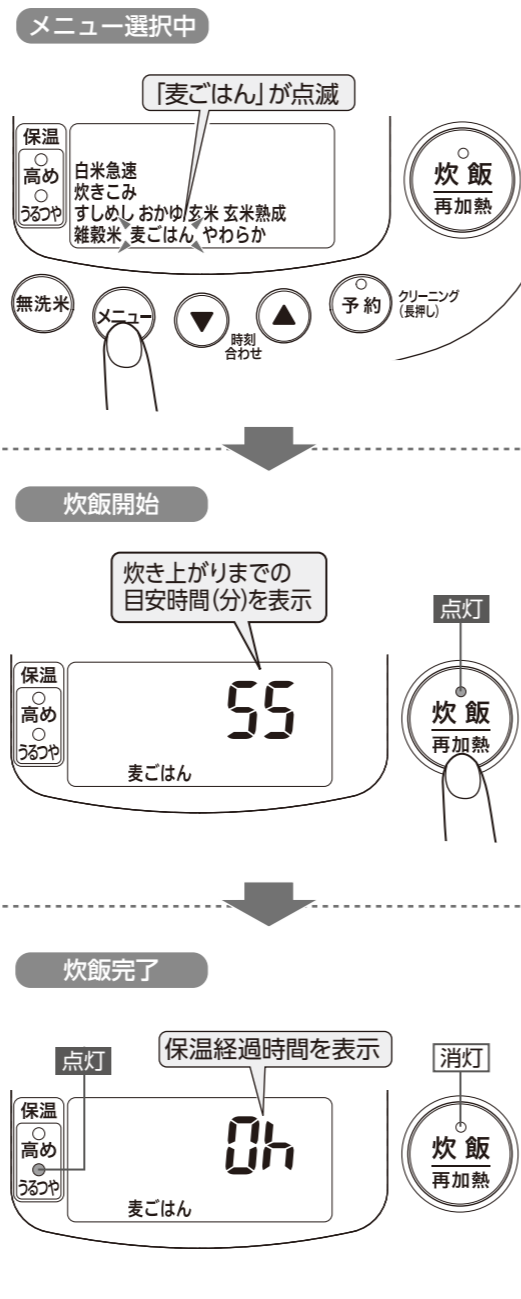 メニュー選択中
「麦ごはん」が点滅
保温
高め
うるつや
白米急速
炊きこみ
すしめし おかゆ 玄米 玄米熟成
雑穀米 麦ごはん やわらか
炊飯
再加熱
無洗米
メニュー
▼
時刻
合わせ
▲
予約
クリーニング
(長押し)
炊飯開始
炊き上がりまでの
目安時間(分)を表示
点灯
保温
高め
うるつや
55
麦ごはん
炊飯
再加熱
炊飯完了
点灯
保温経過時間を表示
消灯
保温
高め
うるつや
0h
麦ごはん
炊飯
再加熱